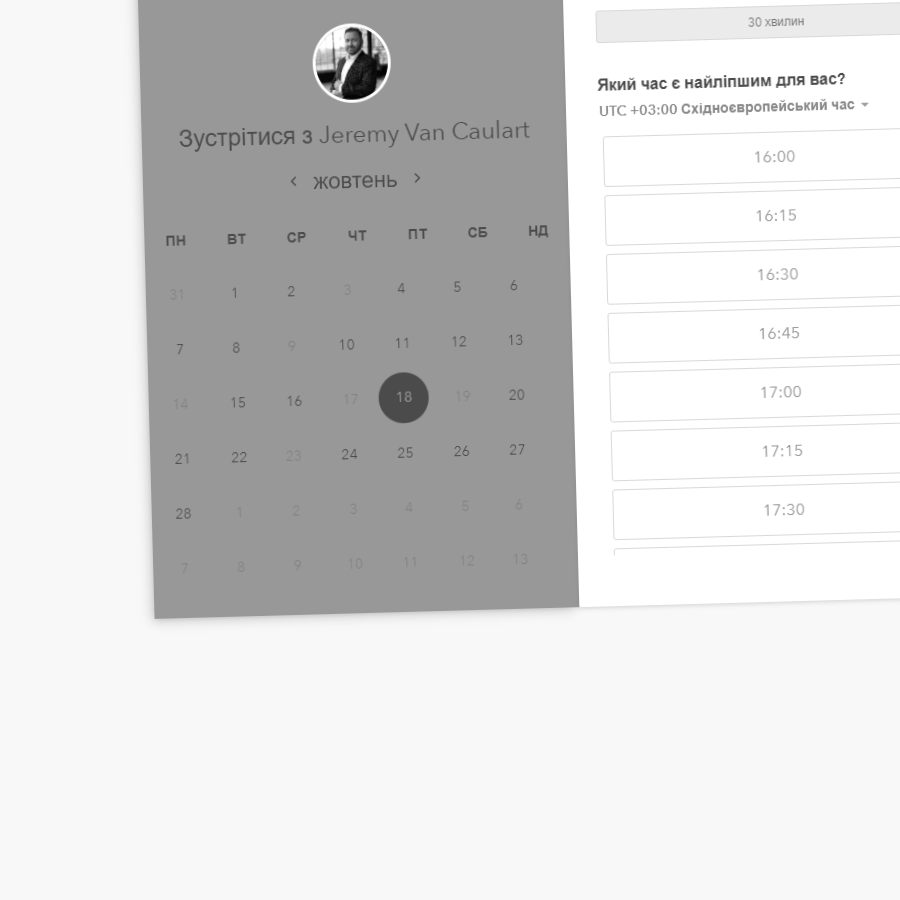 Зустрітися з Jeremy Van Caulart
жовтень
ПН ВТ СР ЧТ ПТ СБ НД
31 1 2 3 4 5 6
7 8 9 10 11 12 13
14 15 16 17 18 19 20
21 22 23 24 25 26 27
28 1 2 3 4 5 6
7 8 9 10 11 12 13
30 хвилин
Який час є найліпшим для вас?
UTC +03:00 Східноєвропейський час
16:00
16:15
16:30
16:45
17:00
17:15
17:30